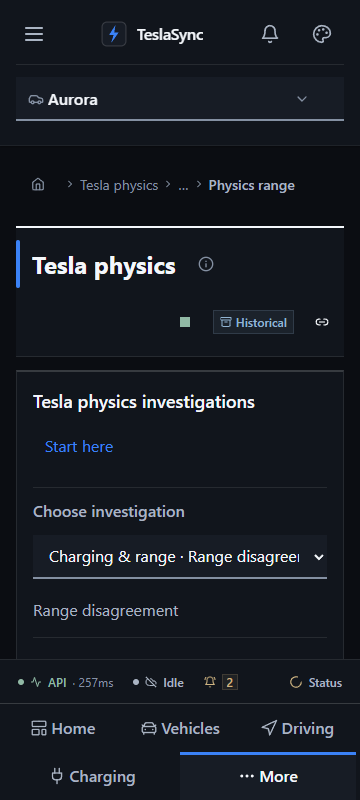 TeslaSync
Aurora
Tesla physics ... Physics range
Tesla physics
Historical
Tesla physics investigations
Start here
Choose investigation
Charging & range · Range disagreer
Range disagreement
API · 257ms Idle 2 Status
Home Vehicles Driving
Charging More